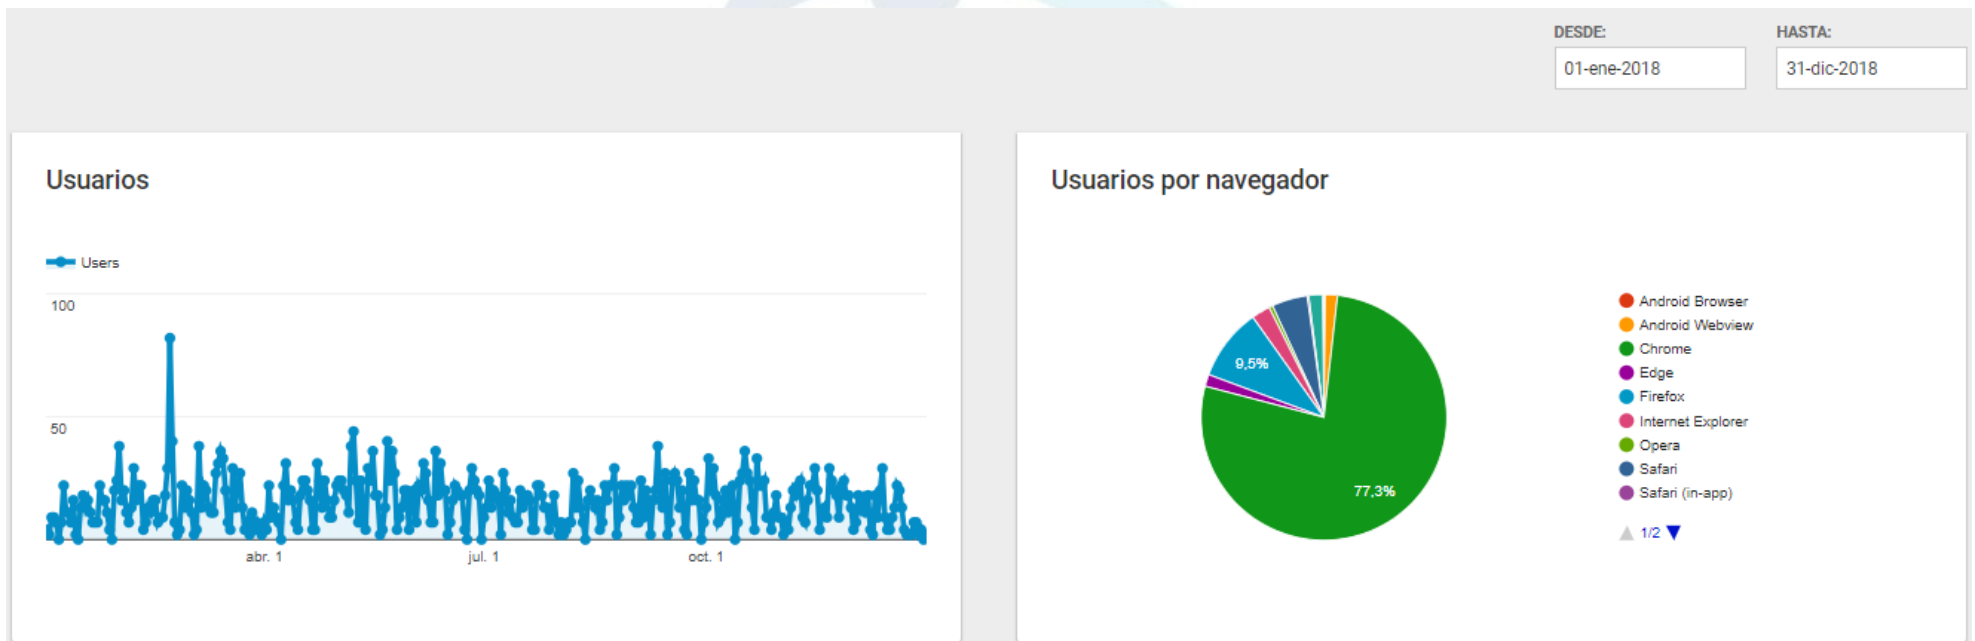 DESDE:
HASTA:
01-ene-2018
31-dic-2018
Usuarios
Users
100
50
abr. 1
jul. 1
oct. 1
Usuarios por navegador
9,5%
77,3%
Android Browser
Android Webview
Chrome
Edge
Firefox
Internet Explorer
Opera
Safari
Safari (in-app)
1/2